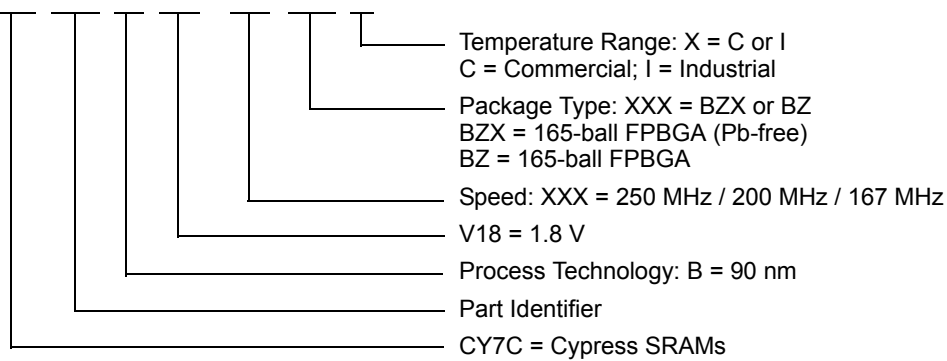 Temperature Range: X = C or I
C = Commercial; I = Industrial
Package Type: XXX = BZX or BZ
BZX = 165-ball FPBGA (Pb-free)
BZ = 165-ball FPBGA
Speed: XXX = 250 MHz / 200 MHz / 167 MHz
V18 = 1.8 V
Process Technology: B = 90 nm
Part Identifier
CY7C = Cypress SRAMs